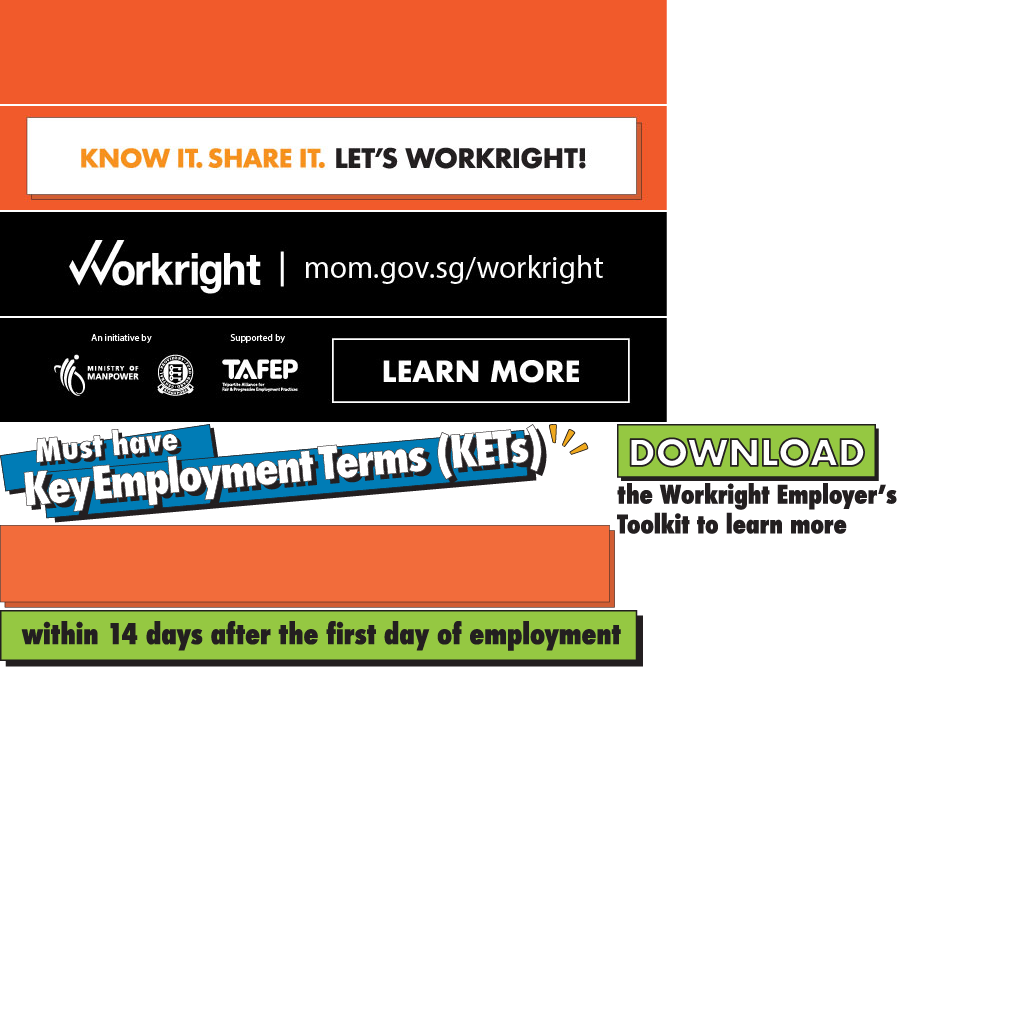 KNOW IT. SHARE IT. LET'S WORKRIGHT!
Workright | mom.gov.sg/workright
An initiative by
Supported by
MINISTRY OF
MANPOWER
TAFEP
Tripartite Alliance for
Fair & Progressive Employment Practices
LEARN MORE
Must have
Key Employment Terms (KETs)
DOWNLOAD
the Workright Employer's
Toolkit to learn more
within 14 days after the first day of employment